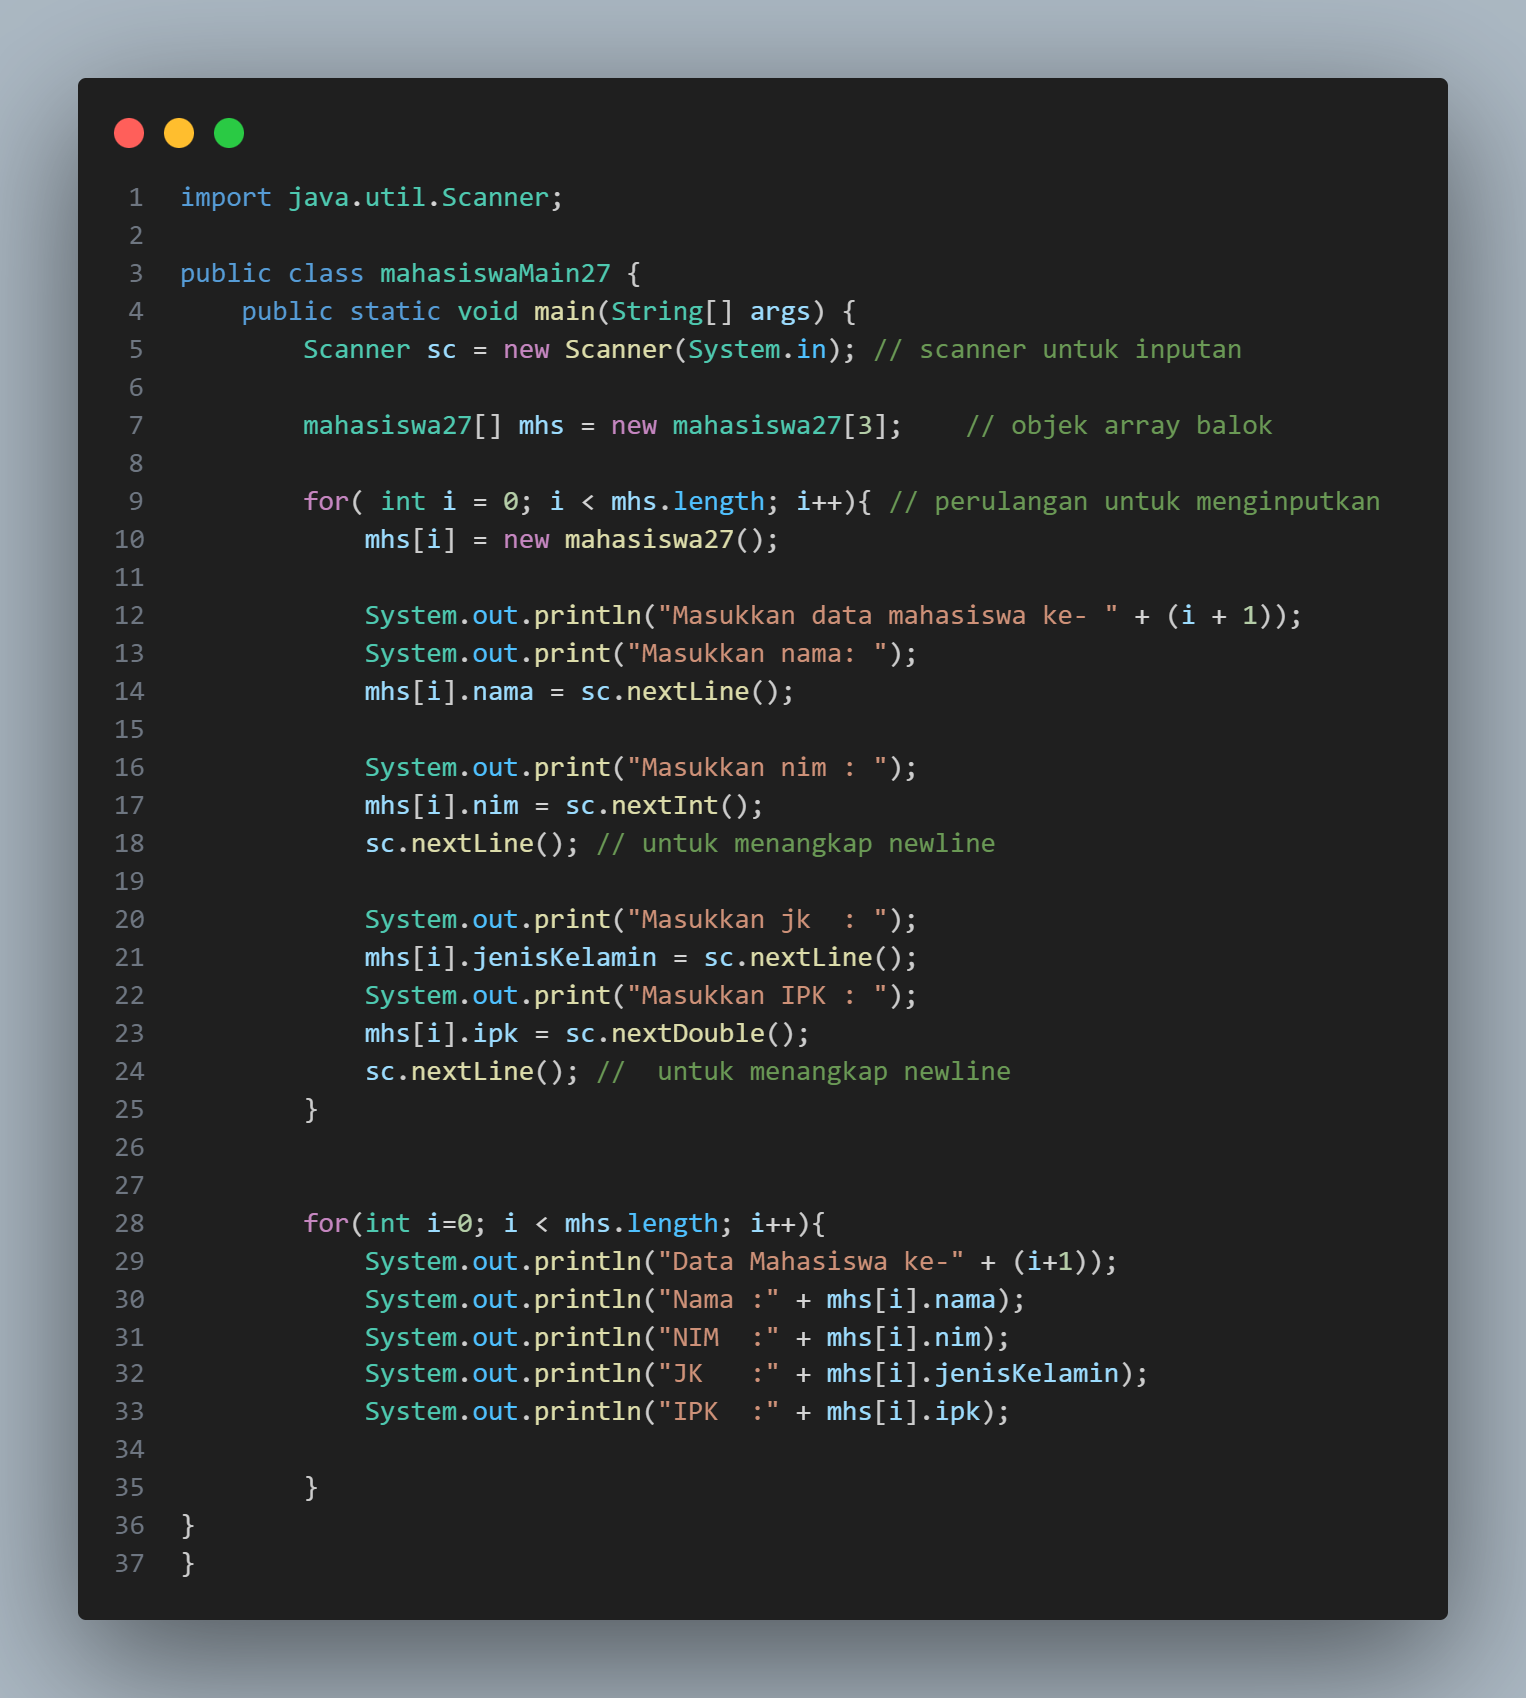 1 import java.util.Scanner;
2
3 public class mahasiswaMain27 {
4     public static void main(String[] args) {
5         Scanner sc = new Scanner(System.in); // scanner untuk inputan
6
7         mahasiswa27[] mhs = new mahasiswa27[3];    // objek array balok
8
9         for( int i = 0; i < mhs.length; i++){ // perulangan untuk menginputkan
10             mhs[i] = new mahasiswa27();
11
12             System.out.println("Masukkan data mahasiswa ke- " + (i + 1));
13             System.out.print("Masukkan nama: ");
14             mhs[i].nama = sc.nextLine();
15
16             System.out.print("Masukkan nim : ");
17             mhs[i].nim = sc.nextInt();
18             sc.nextLine(); // untuk menangkap newline
19
20             System.out.print("Masukkan jk  : ");
21             mhs[i].jenisKelamin = sc.nextLine();
22             System.out.print("Masukkan IPK : ");
23             mhs[i].ipk = sc.nextDouble();
24             sc.nextLine(); //  untuk menangkap newline
25         }
26
27
28         for(int i=0; i < mhs.length; i++){
29             System.out.println("Data Mahasiswa ke-" + (i+1));
30             System.out.println("Nama :" + mhs[i].nama);
31             System.out.println("NIM  :" + mhs[i].nim);
32             System.out.println("JK   :" + mhs[i].jenisKelamin);
33             System.out.println("IPK  :" + mhs[i].ipk);
34
35         }
36 }
37 }